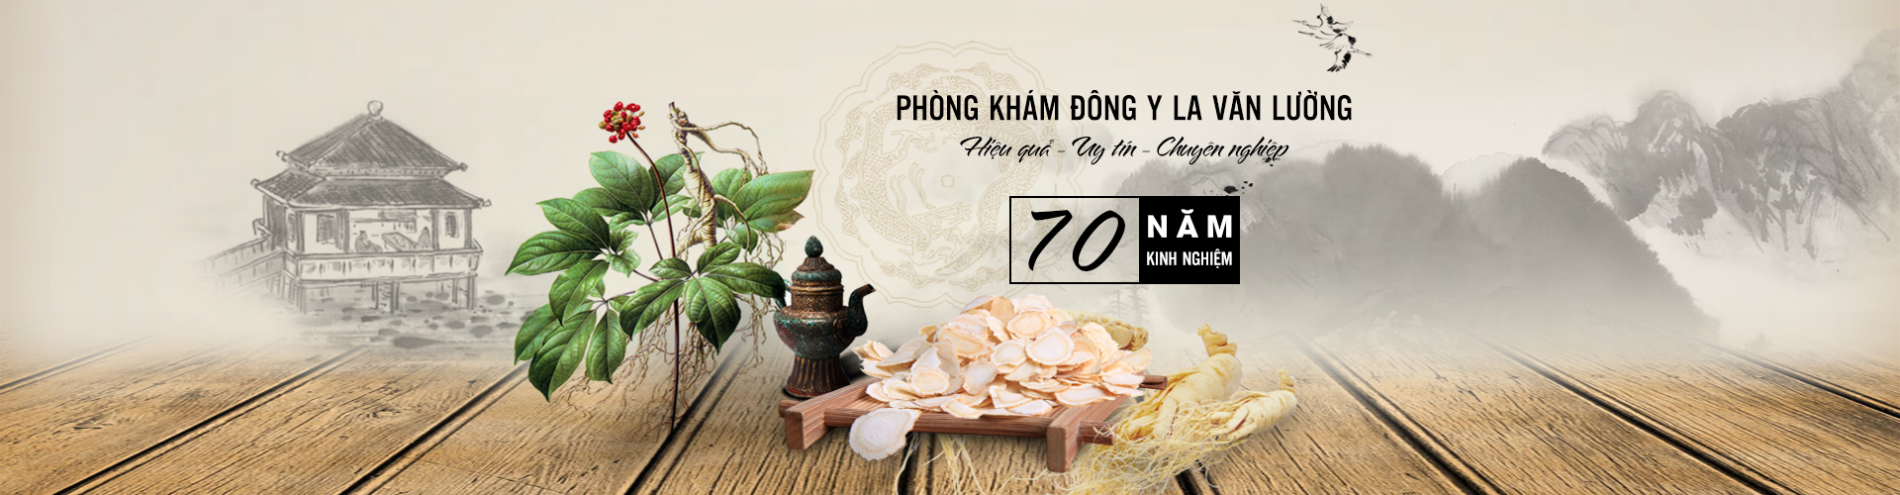 PHÒNG KHÁM ĐÔNG Y LA VĂN LƯỜNG
Hiệu quả - Uy tín - Chuyên nghiệp
70 NĂM
KINH NGHIỆM